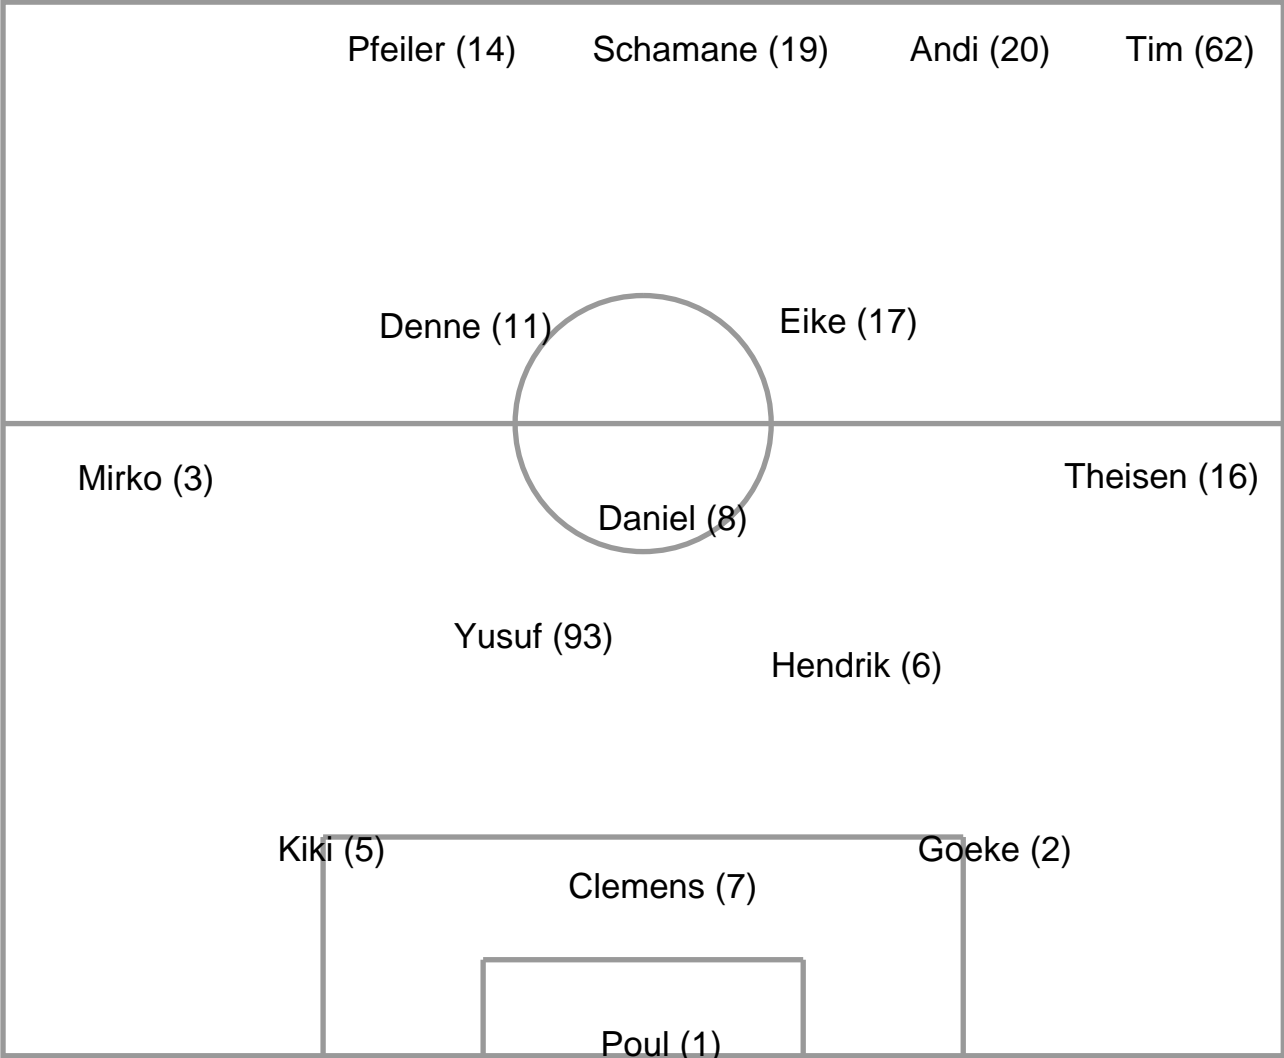 Pfeiler (14) Schamane (19) Andi (20) Tim (62)
Denne (11) Eike (17)
Mirko (3) Theisen (16)
Daniel (8)
Yusuf (93)
Hendrik (6)
Kiki (5) Goeke (2)
Clemens (7)
Poul (1)